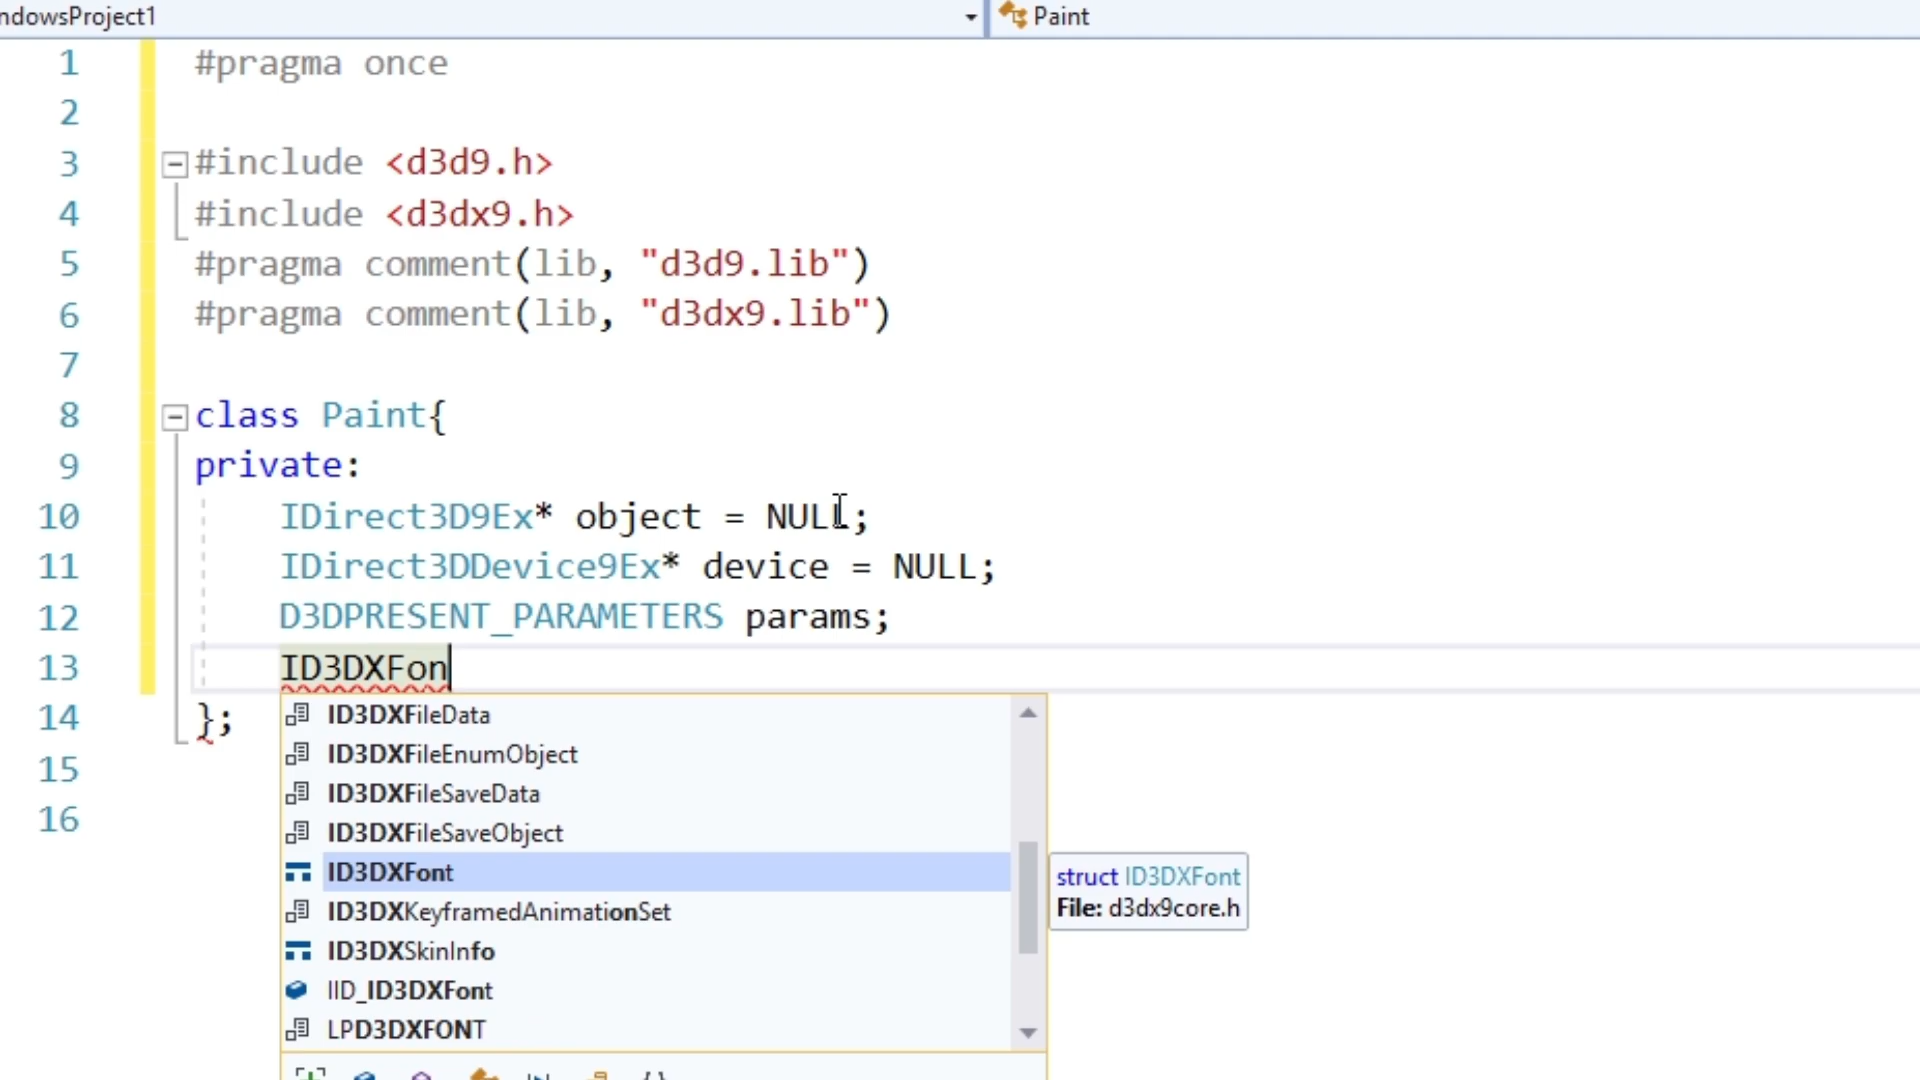 ndowsProject1
Paint
1 #pragma once
2
3 #include <d3d9.h>
4 #include <d3dx9.h>
5 #pragma comment(lib, "d3d9.lib")
6 #pragma comment(lib, "d3dx9.lib")
7
8 class Paint{
9 private:
10 IDirect3D9Ex* object = NULL;
11 IDirect3DDevice9Ex* device = NULL;
12 D3DPRESENT_PARAMETERS params;
13 ID3DXFon
14 };
15
16
ID3DXFileData
ID3DXFileEnumObject
ID3DXFileSaveData
ID3DXFileSaveObject
ID3DXFont
ID3DXKeyframedAnimationSet
ID3DXSkinInfo
IID_ID3DXFont
LPD3DXFONT
struct ID3DXFont
File: d3dx9core.h